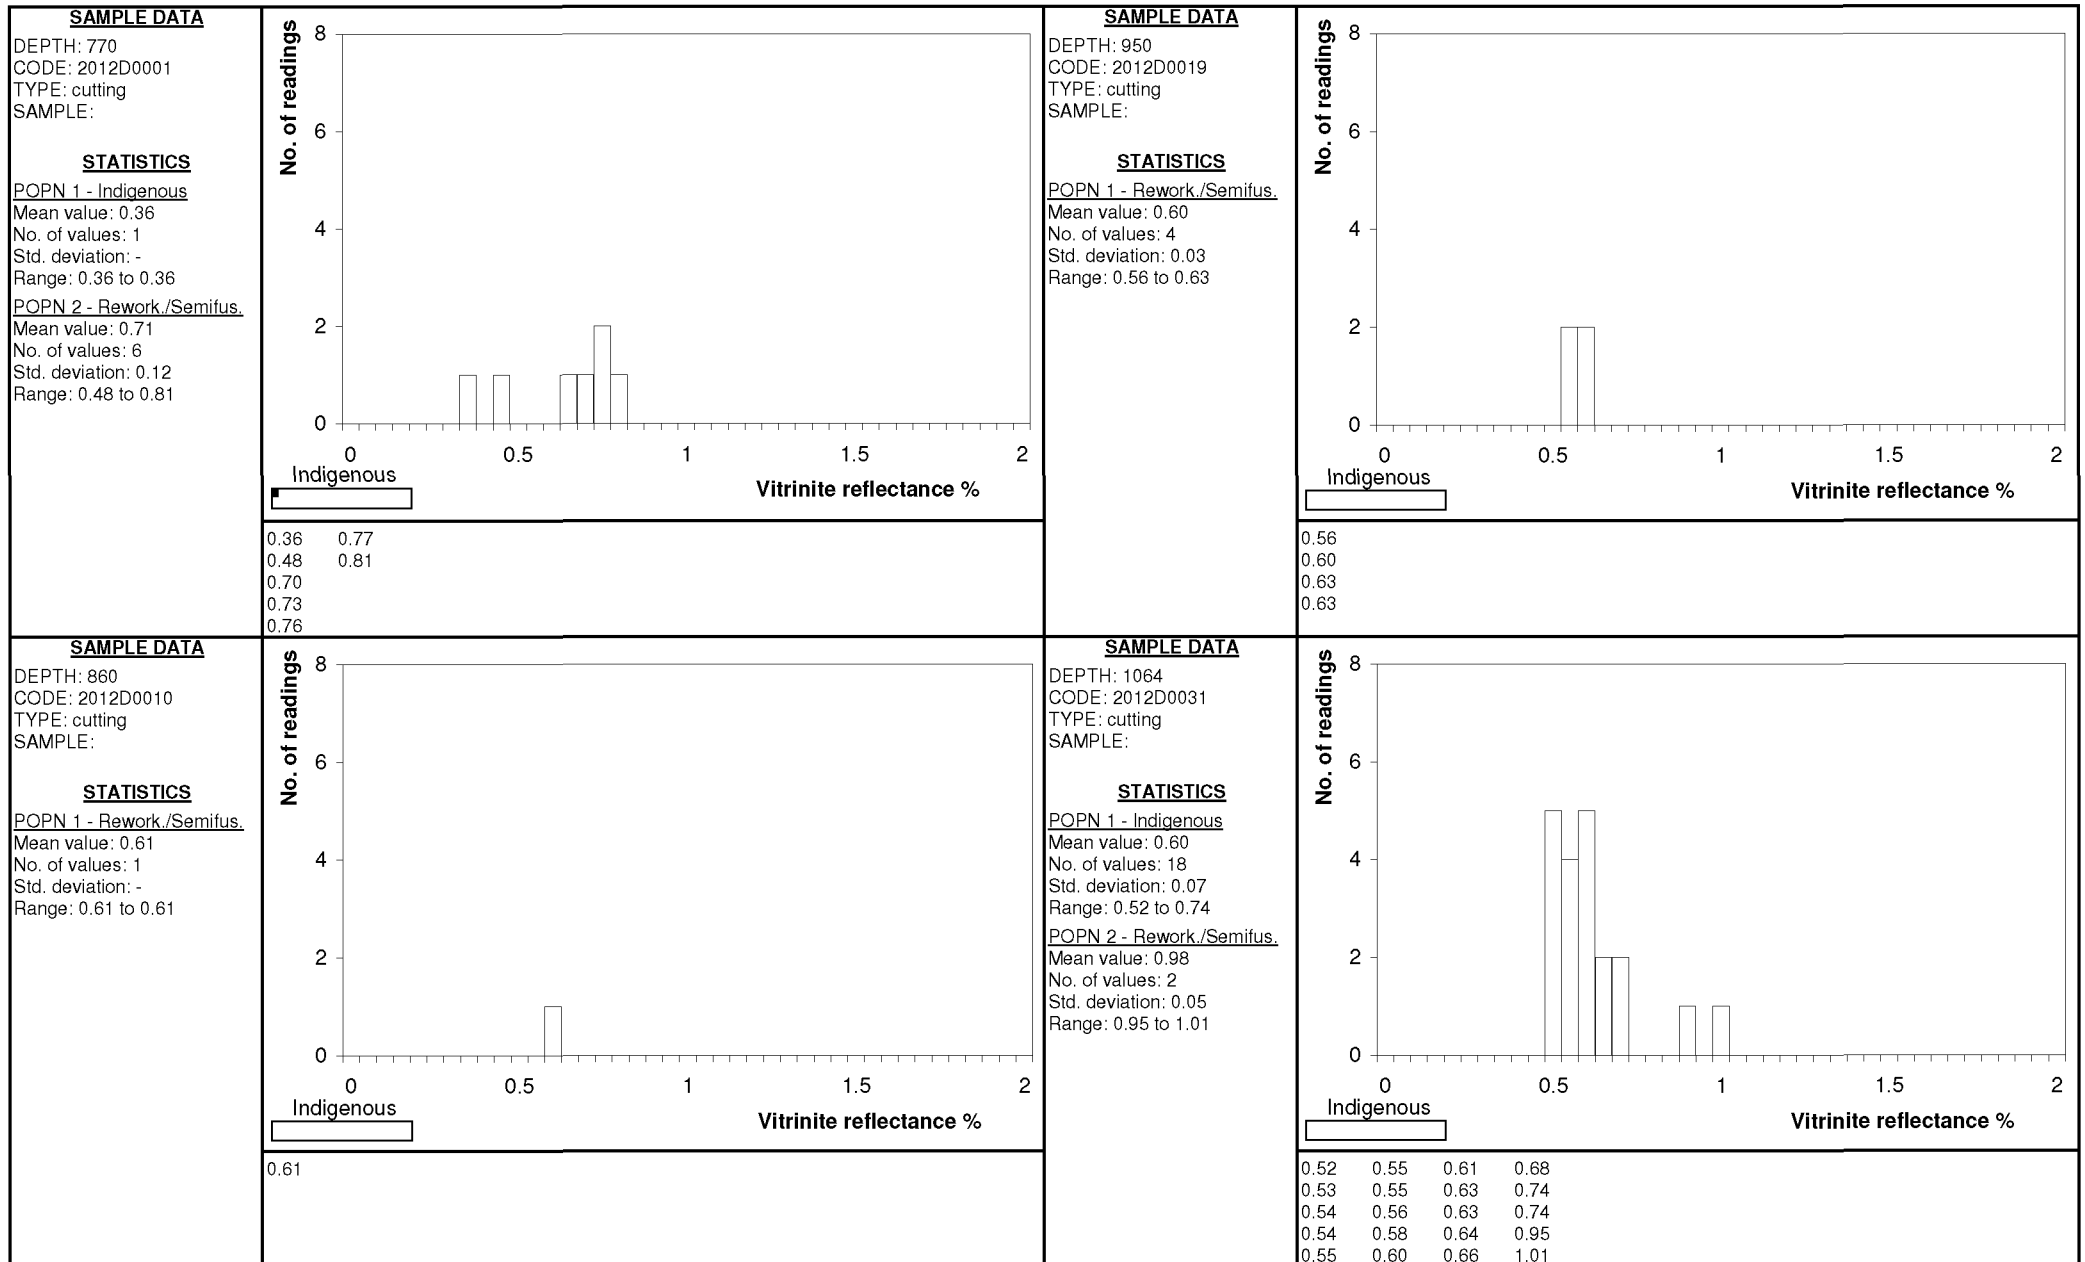 SAMPLE DATA
DEPTH: 770
CODE: 2012D0001
TYPE: cutting
SAMPLE:
STATISTICS
POPN 1 - Indigenous
Mean value: 0.36
No. of values: 1
Std. deviation: -
Range: 0.36 to 0.36
POPN 2 - Rework./Semifus.
Mean value: 0.71
No. of values: 6
Std. deviation: 0.12
Range: 0.48 to 0.81
No. of readings
8
6
4
2
0
0 0.5 1 1.5 2
Indigenous
Vitrinite reflectance %
0.36 0.77
0.48 0.81
0.70
0.73
0.76
SAMPLE DATA
DEPTH: 950
CODE: 2012D0019
TYPE: cutting
SAMPLE:
STATISTICS
POPN 1 - Rework./Semifus.
Mean value: 0.60
No. of values: 4
Std. deviation: 0.03
Range: 0.56 to 0.63
No. of readings
8
6
4
2
0
0 0.5 1 1.5 2
Indigenous
Vitrinite reflectance %
0.56
0.60
0.63
0.63
SAMPLE DATA
DEPTH: 860
CODE: 2012D0010
TYPE: cutting
SAMPLE:
STATISTICS
POPN 1 - Rework./Semifus.
Mean value: 0.61
No. of values: 1
Std. deviation: -
Range: 0.61 to 0.61
No. of readings
8
6
4
2
0
0 0.5 1 1.5 2
Indigenous
Vitrinite reflectance %
0.61
SAMPLE DATA
DEPTH: 1064
CODE: 2012D0031
TYPE: cutting
SAMPLE:
STATISTICS
POPN 1 - Indigenous
Mean value: 0.60
No. of values: 18
Std. deviation: 0.07
Range: 0.52 to 0.74
POPN 2 - Rework./Semifus.
Mean value: 0.98
No. of values: 2
Std. deviation: 0.05
Range: 0.95 to 1.01
No. of readings
8
6
4
2
0
0 0.5 1 1.5 2
Indigenous
Vitrinite reflectance %
0.52 0.55 0.61 0.68
0.53 0.55 0.63 0.74
0.54 0.56 0.63 0.74
0.54 0.58 0.64 0.95
0.55 0.60 0.66 1.01